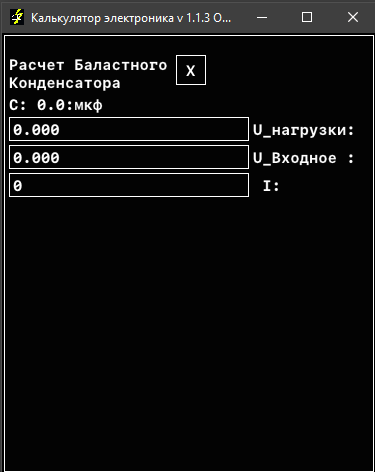 Калькулятор электроника v 1.1.3 O...
Расчет Баластного
Конденсатора
X
C: 0.0:мкф
0.000 U_нагрузки:
0.000 U_Входное :
0 I: